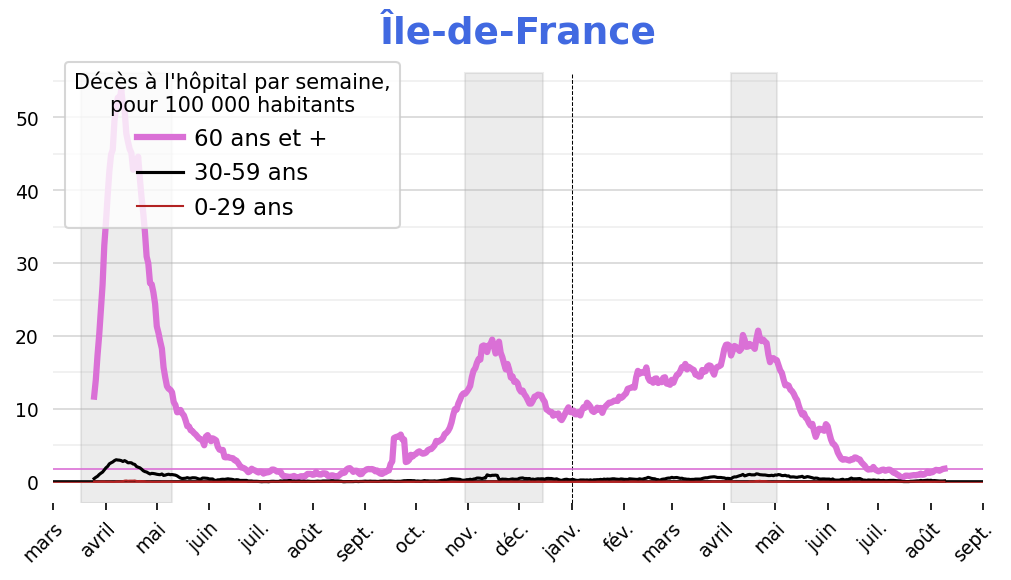 Île-de-France
Décès à l'hôpital par semaine,
pour 100 000 habitants
60 ans et +
30-59 ans
0-29 ans
50
40
30
20
10
0
mars avril mai juin juil. août sept. oct. nov. déc. janv. fév. mars avril mai juin juil. août sept.